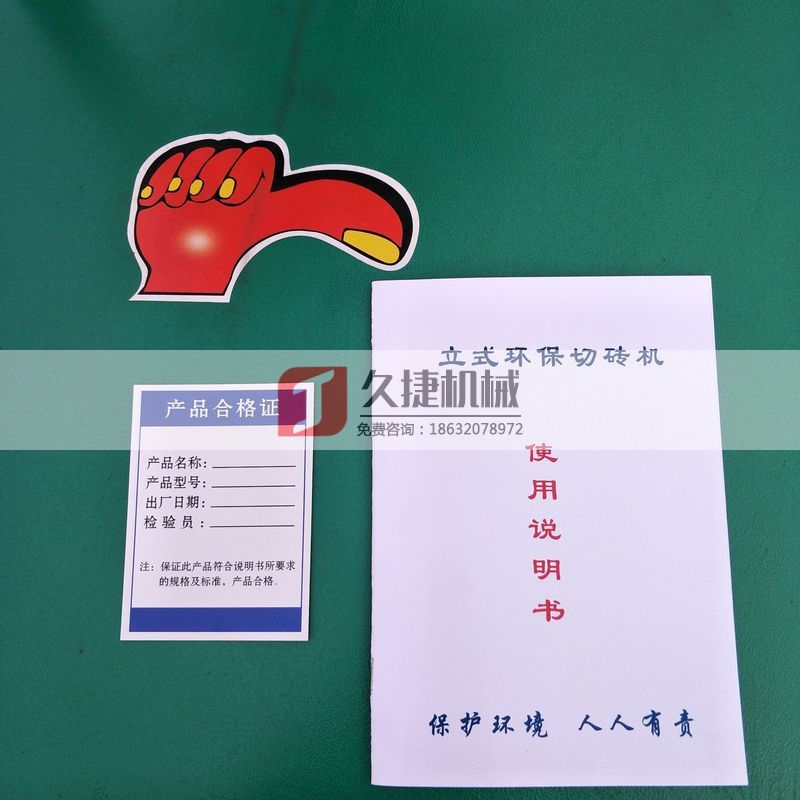 立式环保切砖机
久捷机械
免费咨询：18632078972
产品合格证
使
用
说
明
书
产品名称：
产品型号：
出厂日期：
检验员：
注：保证此产品符合说明书所要求
的规格及标准，产品合格。
保护环境 人人有责